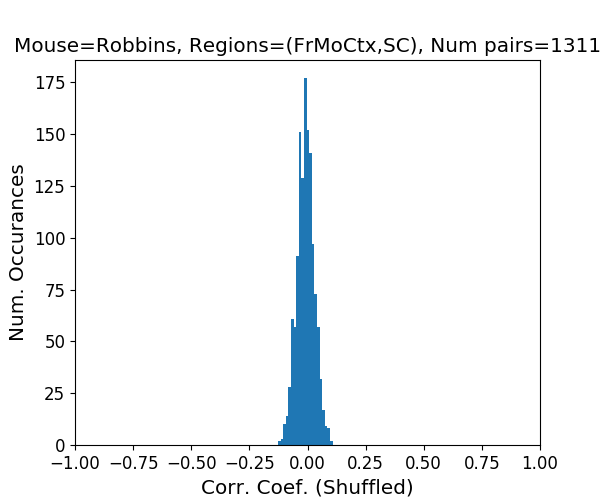 Mouse=Robbins, Regions=(FrMoCtx,SC), Num pairs=1311
175
150
125
100
75
50
25
0
Num. Occurances
−1.00 −0.75 −0.50 −0.25 0.00 0.25 0.50 0.75 1.00
Corr. Coef. (Shuffled)